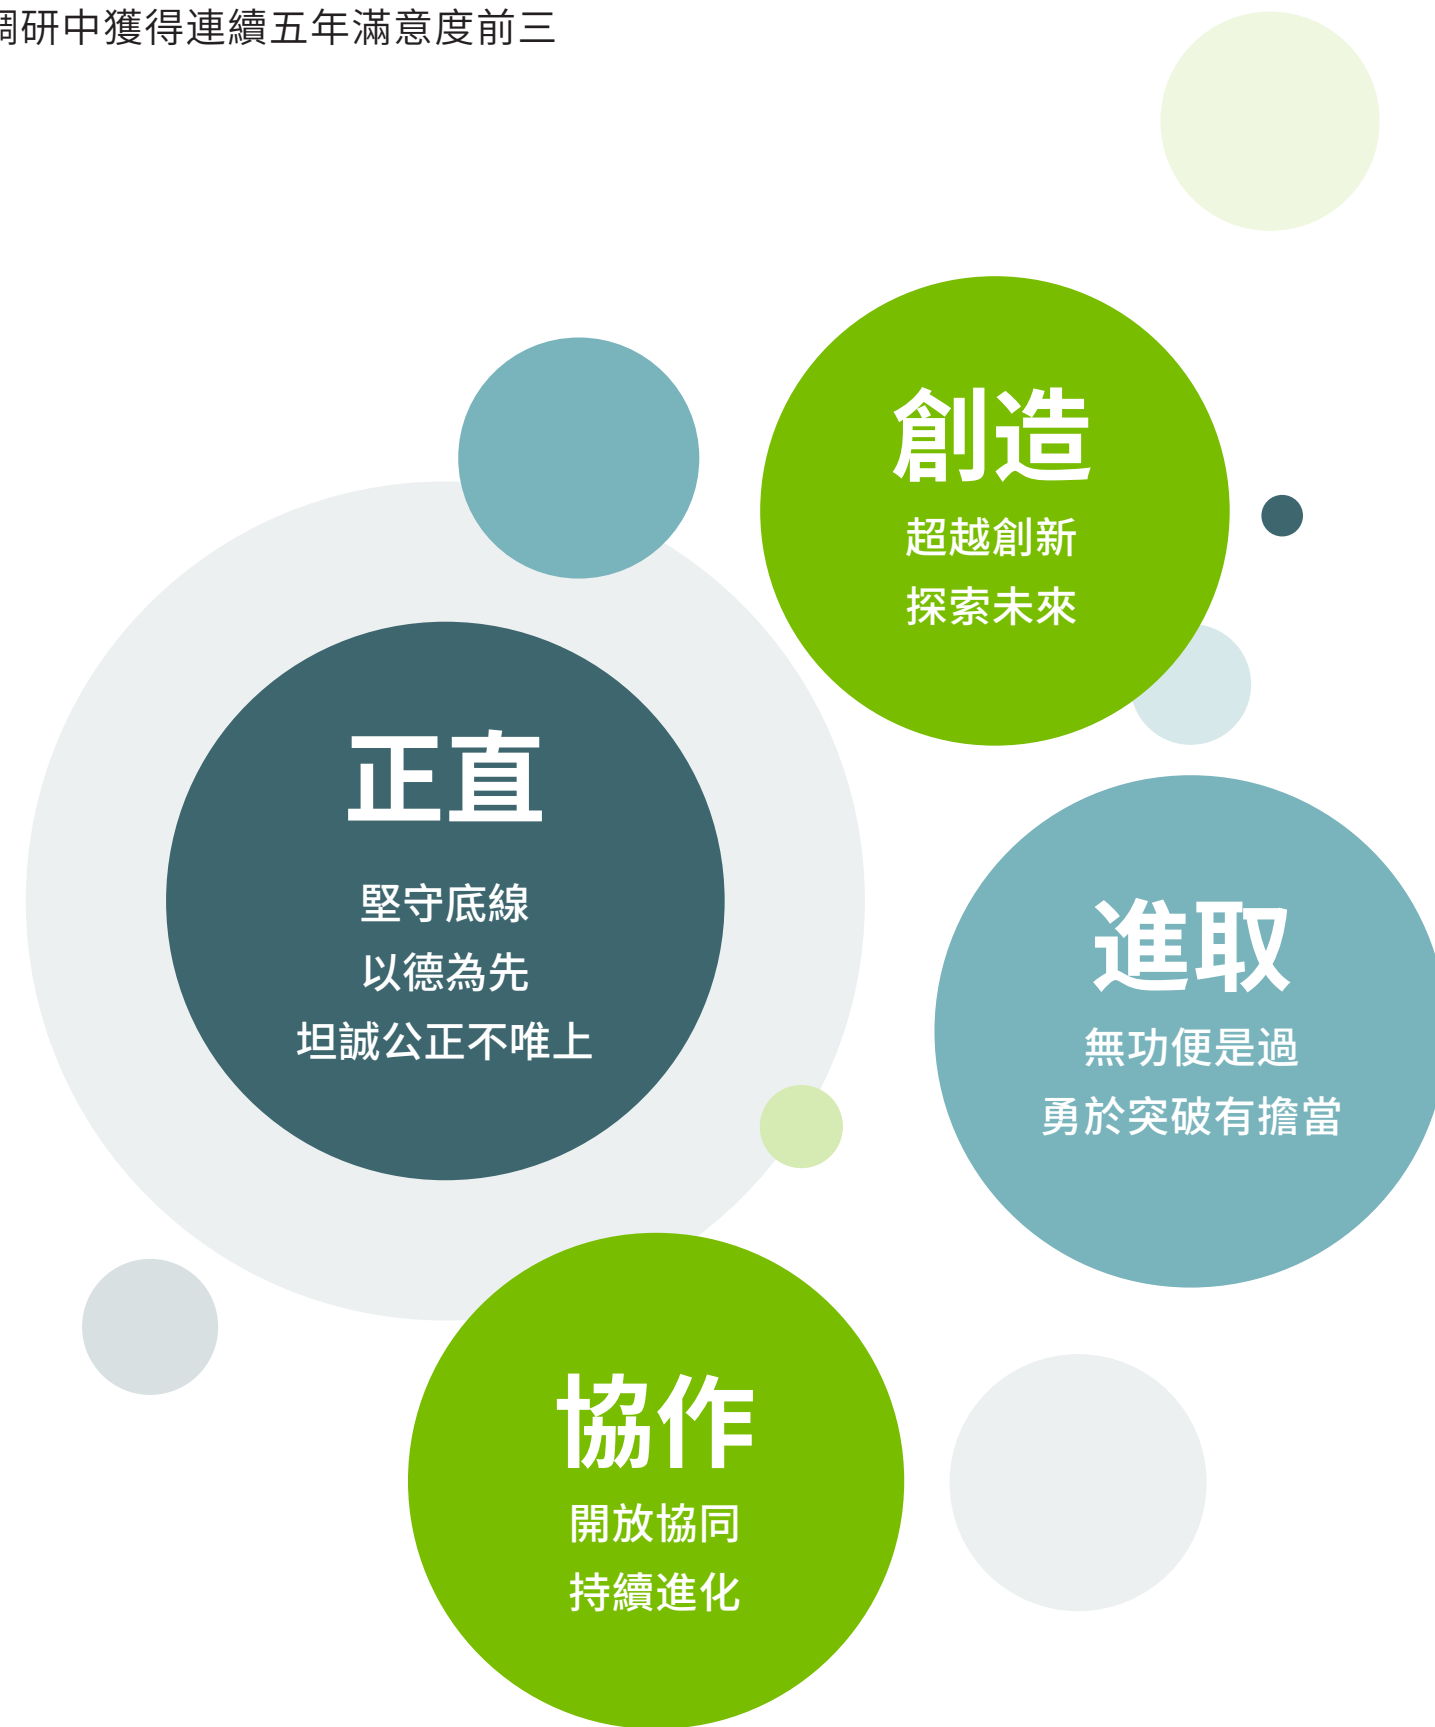 調研中獲得連續五年滿意度前三
創造
超越創新
探索未來
正直
堅守底線
以德為先
坦誠公正不唯上
進取
無功便是過
勇於突破有擔當
協作
開放協同
持續進化